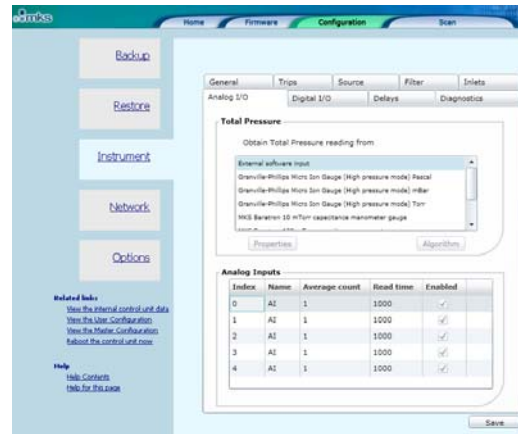 mks
Home Firmware Configuration Scan
Backup
Restore
Instrument
Network
Options
Related links
View the internal control unit data
View the User Configuration
View the Master Configuration
Reboot the control unit now
Help
Help Contents
Help for this page
General Trips Source Filter Inlets
Analog I/O Digital I/O Delays Diagnostics
Total Pressure
Obtain Total Pressure reading from
External software input
Granville-Phillips Micro Ion Gauge (High pressure mode) Pascal
Granville-Phillips Micro Ion Gauge (High pressure mode) mBar
Granville-Phillips Micro Ion Gauge (High pressure mode) Torr
MKS Baratron 10 mTorr capacitance manometer gauge
Properties Algorithm
Analog Inputs
Index Name Average count Read time Enabled
0 AI 1 1000
1 AI 1 1000
2 AI 1 1000
3 AI 1 1000
4 AI 1 1000
Save